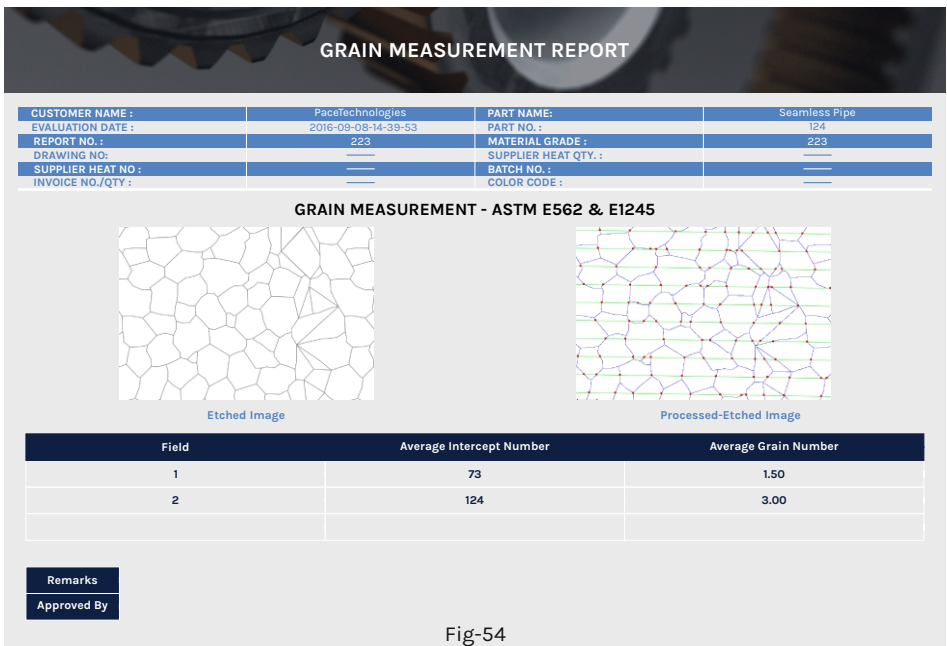 GRAIN MEASUREMENT REPORT
CUSTOMER NAME : PaceTechnologies PART NAME: Seamless Pipe
EVALUATION DATE : 2016-09-08-14-39-53 PART NO. : 124
REPORT NO. : 223 MATERIAL GRADE : 223
DRAWING NO: —— SUPPLIER HEAT QTY. : ——
SUPPLIER HEAT NO : —— BATCH NO. : ——
INVOICE NO./QTY : —— COLOR CODE : ——
GRAIN MEASUREMENT - ASTM E562 & E1245
Etched Image Processed-Etched Image
Field Average Intercept Number Average Grain Number
1 73 1.50
2 124 3.00
Remarks
Approved By
Fig-54